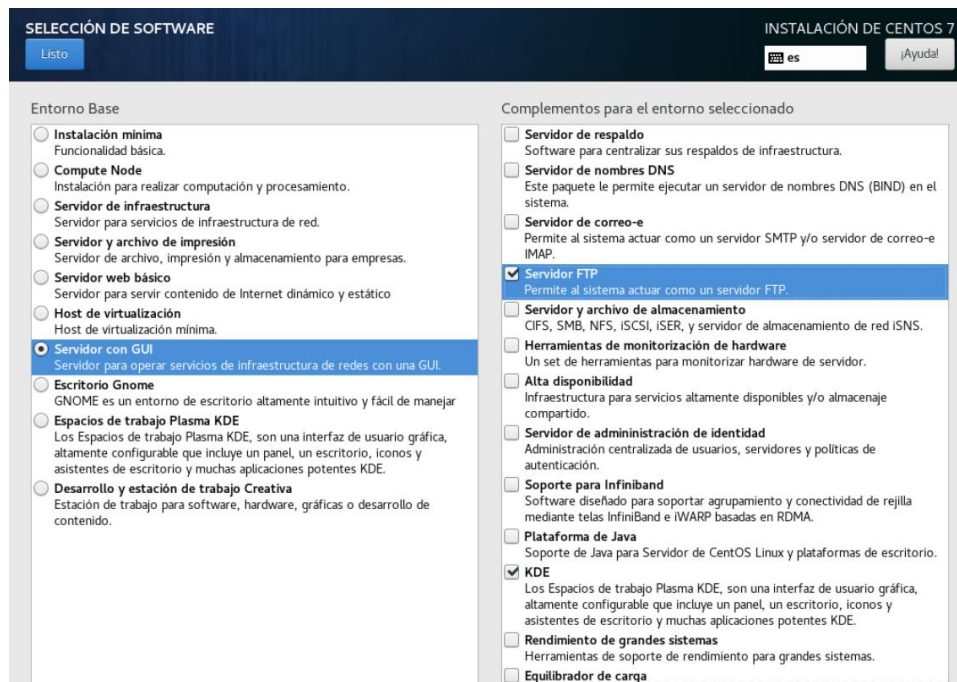 SELECCIÓN DE SOFTWARE
Listo
INSTALACIÓN DE CENTOS 7
es
¡Ayuda!
Entorno Base
Instalación mínima
Funcionalidad básica.
Compute Node
Instalación para realizar computación y procesamiento.
Servidor de infraestructura
Servidor para servicios de infraestructura de red.
Servidor y archivo de impresión
Servidor de archivo, impresión y almacenamiento para empresas.
Servidor web básico
Servidor para servir contenido de Internet dinámico y estático
Host de virtualización
Host de virtualización mínima.
Servidor con GUI
Servidor para operar servicios de infraestructura de redes con una GUI.
Escritorio Gnome
GNOME es un entorno de escritorio altamente intuitivo y fácil de manejar
Espacios de trabajo Plasma KDE
Los Espacios de trabajo Plasma KDE, son una interfaz de usuario gráfica,
altamente configurable que incluye un panel, un escritorio, iconos y
asistentes de escritorio y muchas aplicaciones potentes KDE.
Desarrollo y estación de trabajo Creativa
Estación de trabajo para software, hardware, gráficas o desarrollo de
contenido.
Complementos para el entorno seleccionado
Servidor de respaldo
Software para centralizar sus respaldos de infraestructura.
Servidor de nombres DNS
Este paquete le permite ejecutar un servidor de nombres DNS (BIND) en el
sistema.
Servidor de correo-e
Permite al sistema actuar como un servidor SMTP y/o servidor de correo-e
IMAP.
Servidor FTP
Permite al sistema actuar como un servidor FTP.
Servidor y archivo de almacenamiento
CIFS, SMB, NFS, iSCSI, iSER, y servidor de almacenamiento de red iSNS.
Herramientas de monitorización de hardware
Un set de herramientas para monitorizar hardware de servidor.
Alta disponibilidad
Infraestructura para servicios altamente disponibles y/o almacenaje
compartido.
Servidor de admininistración de identidad
Administración centralizada de usuarios, servidores y políticas de
autenticación.
Soporte para Infiniband
Software diseñado para soportar agrupamiento y conectividad de rejilla
mediante telas InfiniBand e iWARP basadas en RDMA.
Plataforma de Java
Soporte de Java para Servidor de CentOS Linux y plataformas de escritorio.
KDE
Los Espacios de trabajo Plasma KDE, son una interfaz de usuario gráfica,
altamente configurable que incluye un panel, un escritorio, iconos y
asistentes de escritorio y muchas aplicaciones potentes KDE.
Rendimiento de grandes sistemas
Herramientas de soporte de rendimiento para grandes sistemas.
Equilibrador de carga